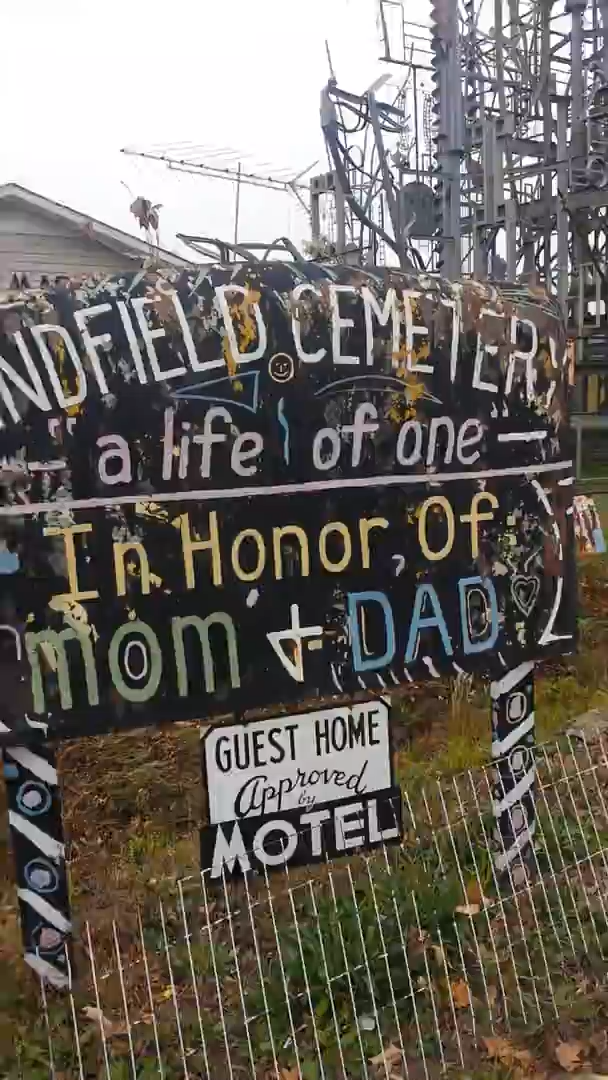 NDFIELD CEMETERY
a life of one
In Honor Of
mom + DAD
GUEST HOME
Approved
by
MOTEL